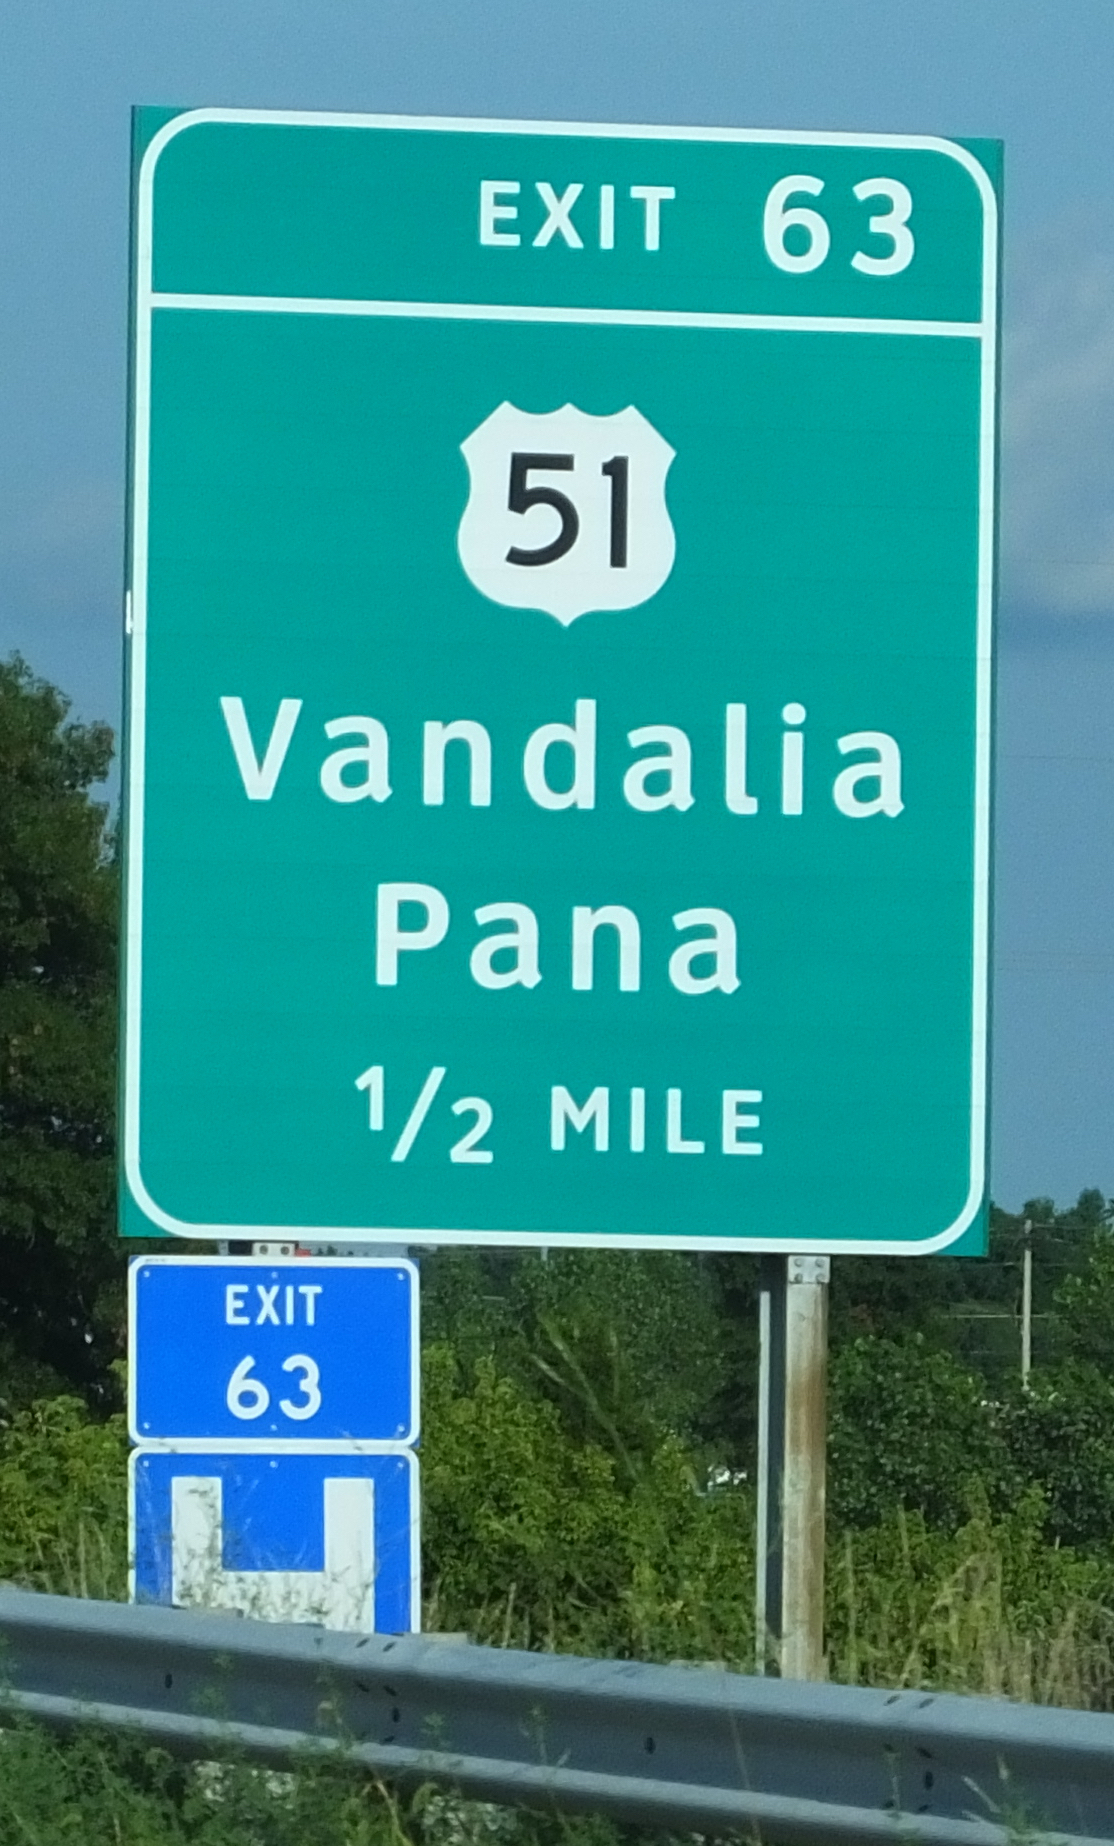 EXIT 63
51
Vandalia
Pana
1/2 MILE
EXIT
63
H